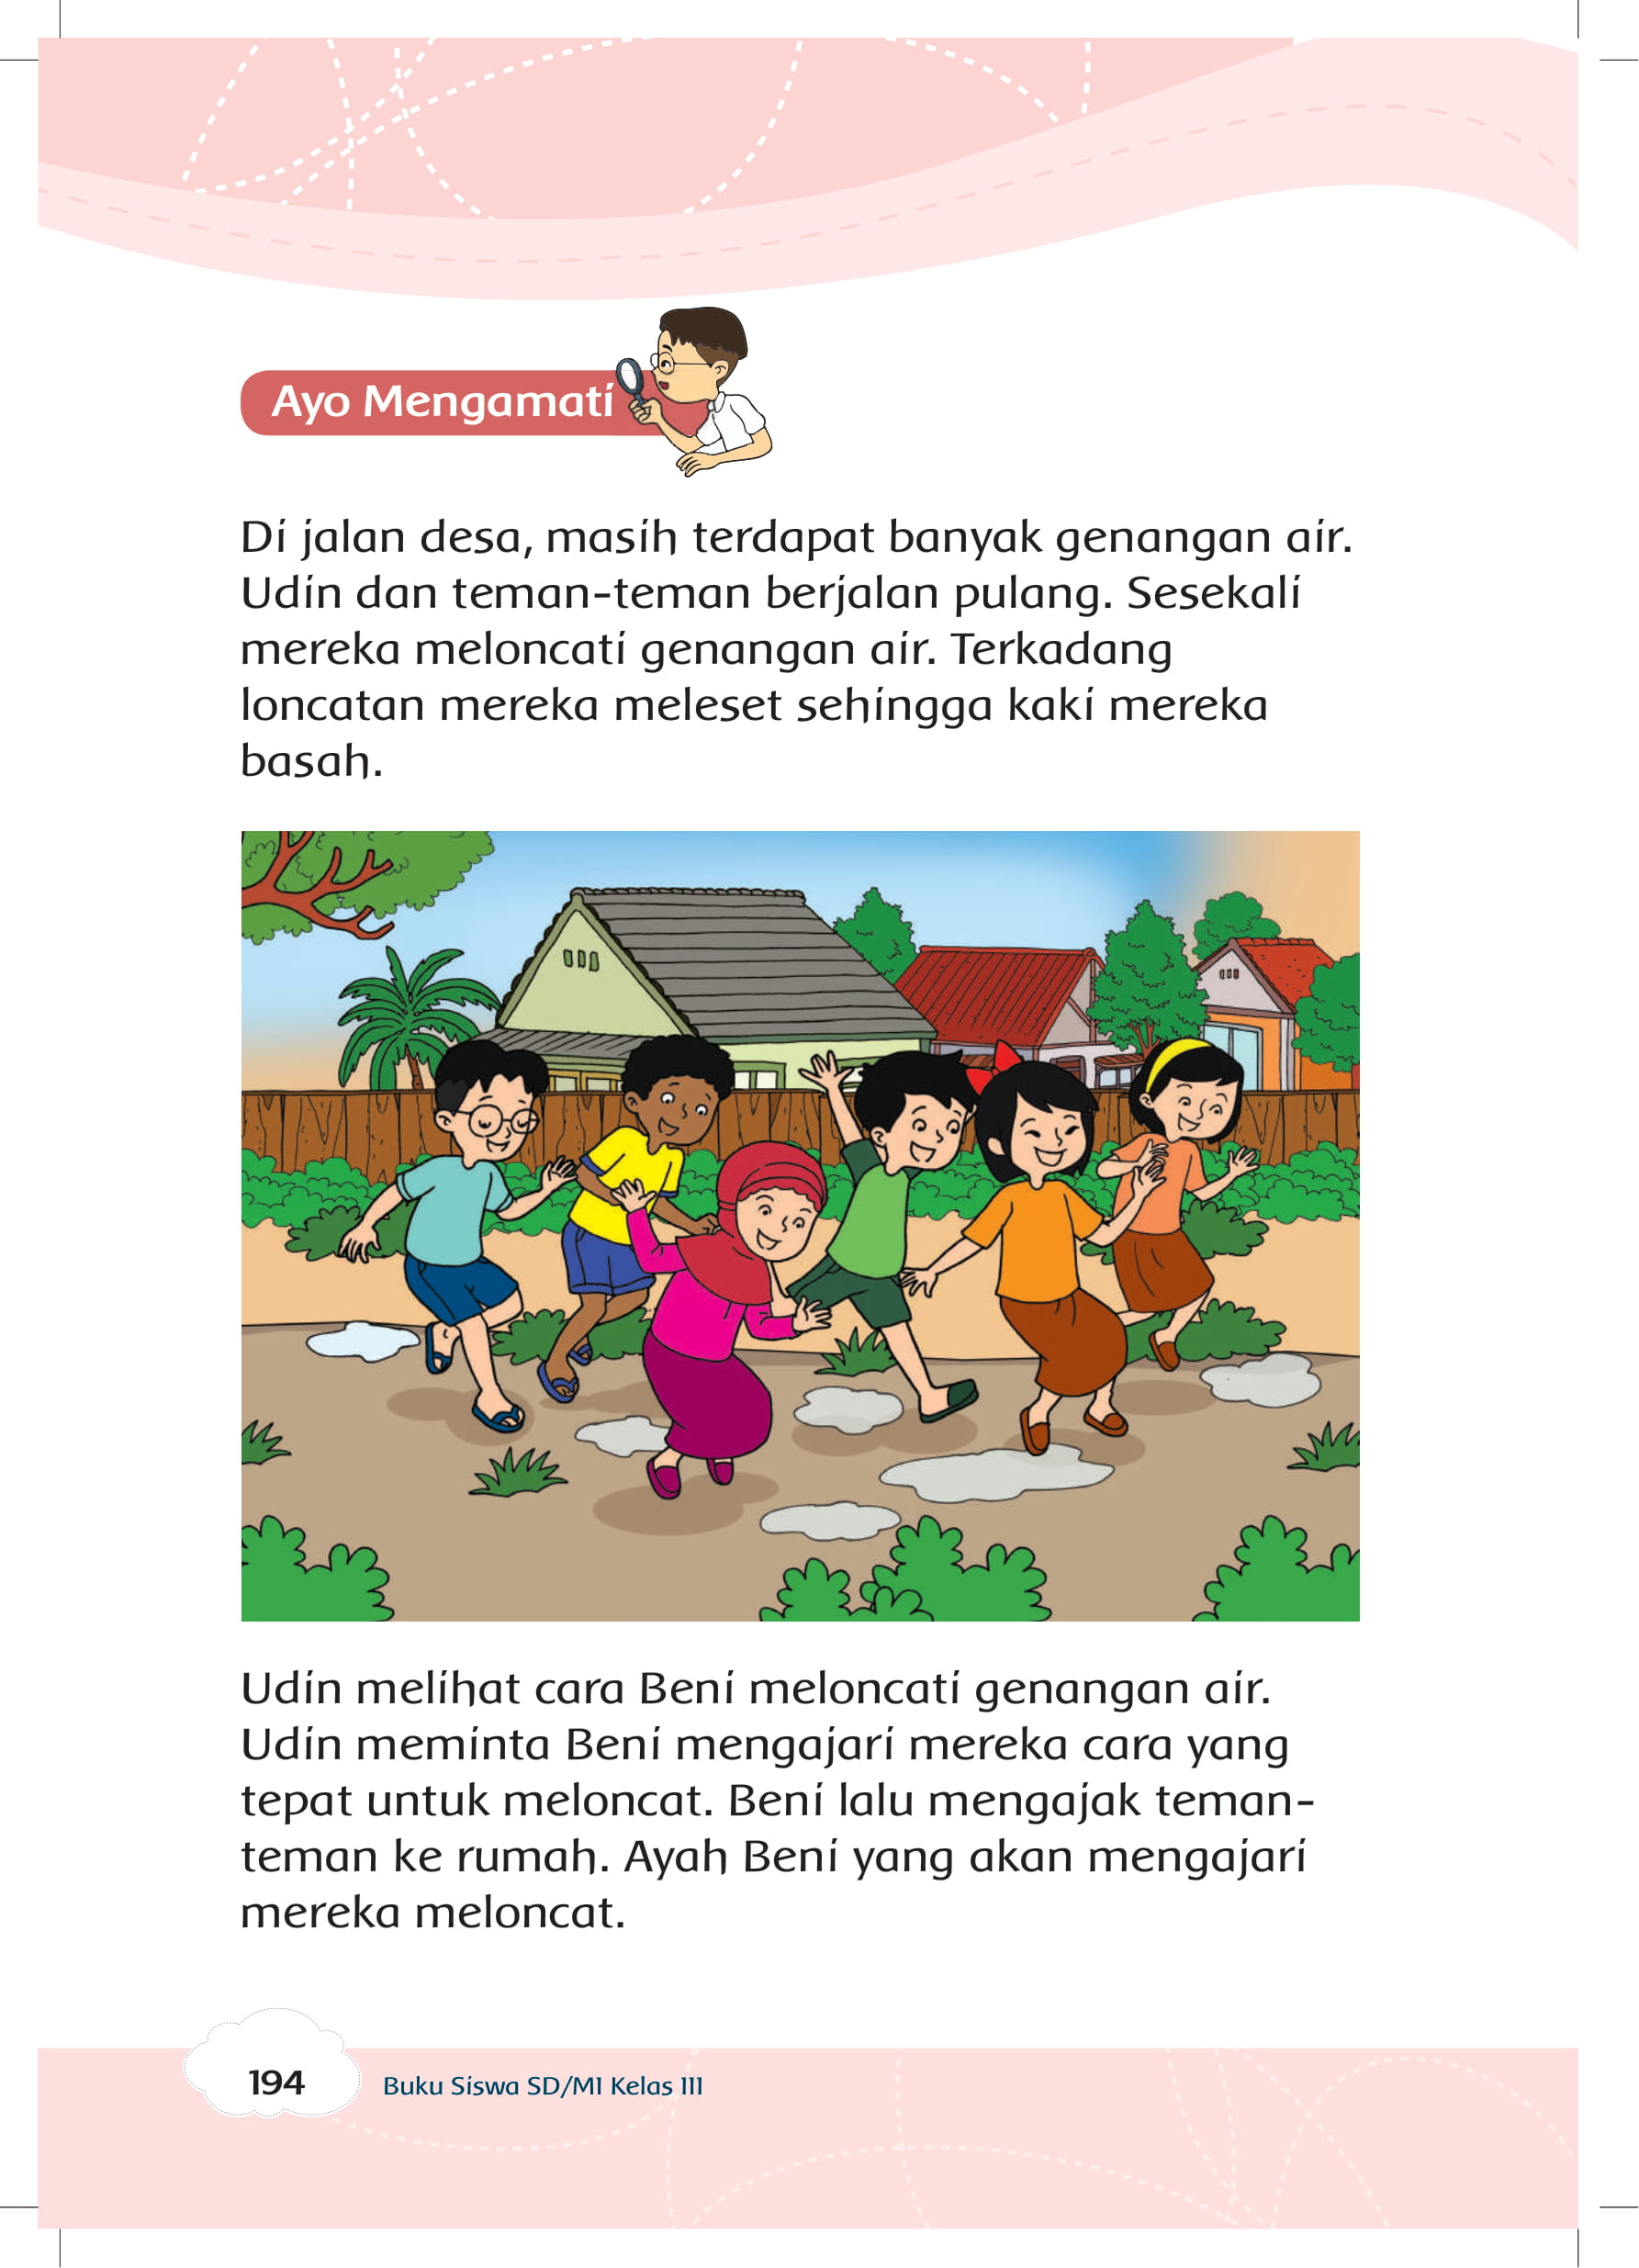 Ayo Mengamati
Di jalan desa, masih terdapat banyak genangan air.
Udin dan teman-teman berjalan pulang. Sesekali
mereka meloncati genangan air. Terkadang
loncatan mereka meleset sehingga kaki mereka
basah.
Udin melihat cara Beni meloncati genangan air.
Udin meminta Beni mengajari mereka cara yang
tepat untuk meloncat. Beni lalu mengajak teman-
teman ke rumah. Ayah Beni yang akan mengajari
mereka meloncat.
194
Buku Siswa SD/MI Kelas III